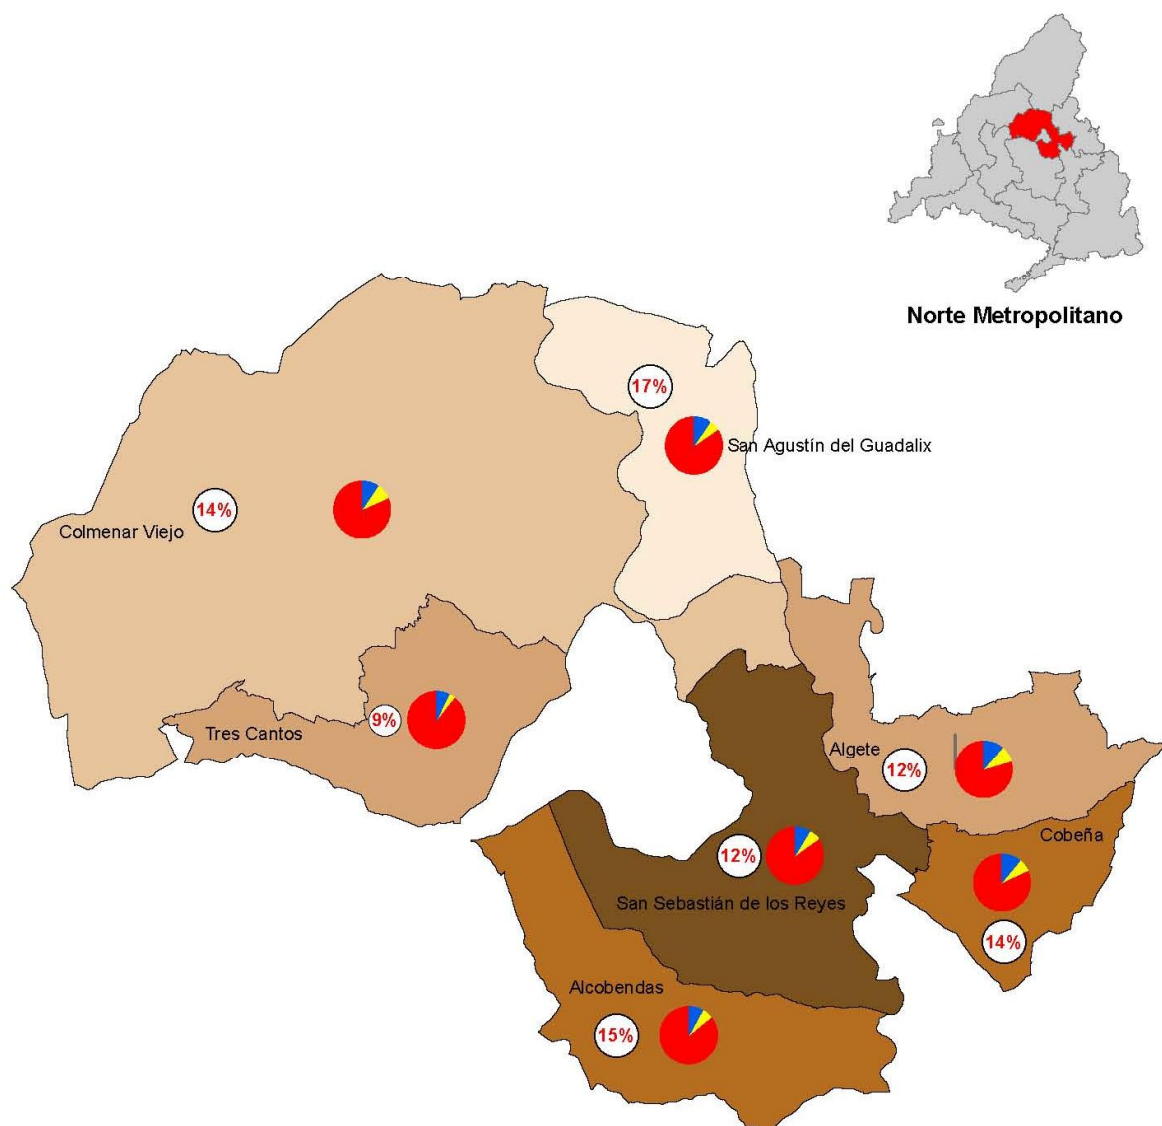 Norte Metropolitano
17%
San Agustín del Guadalix
14%
Colmenar Viejo
9%
Tres Cantos
Algete
12%
Cobeña
12%
San Sebastián de los Reyes
14%
Alcobendas
15%